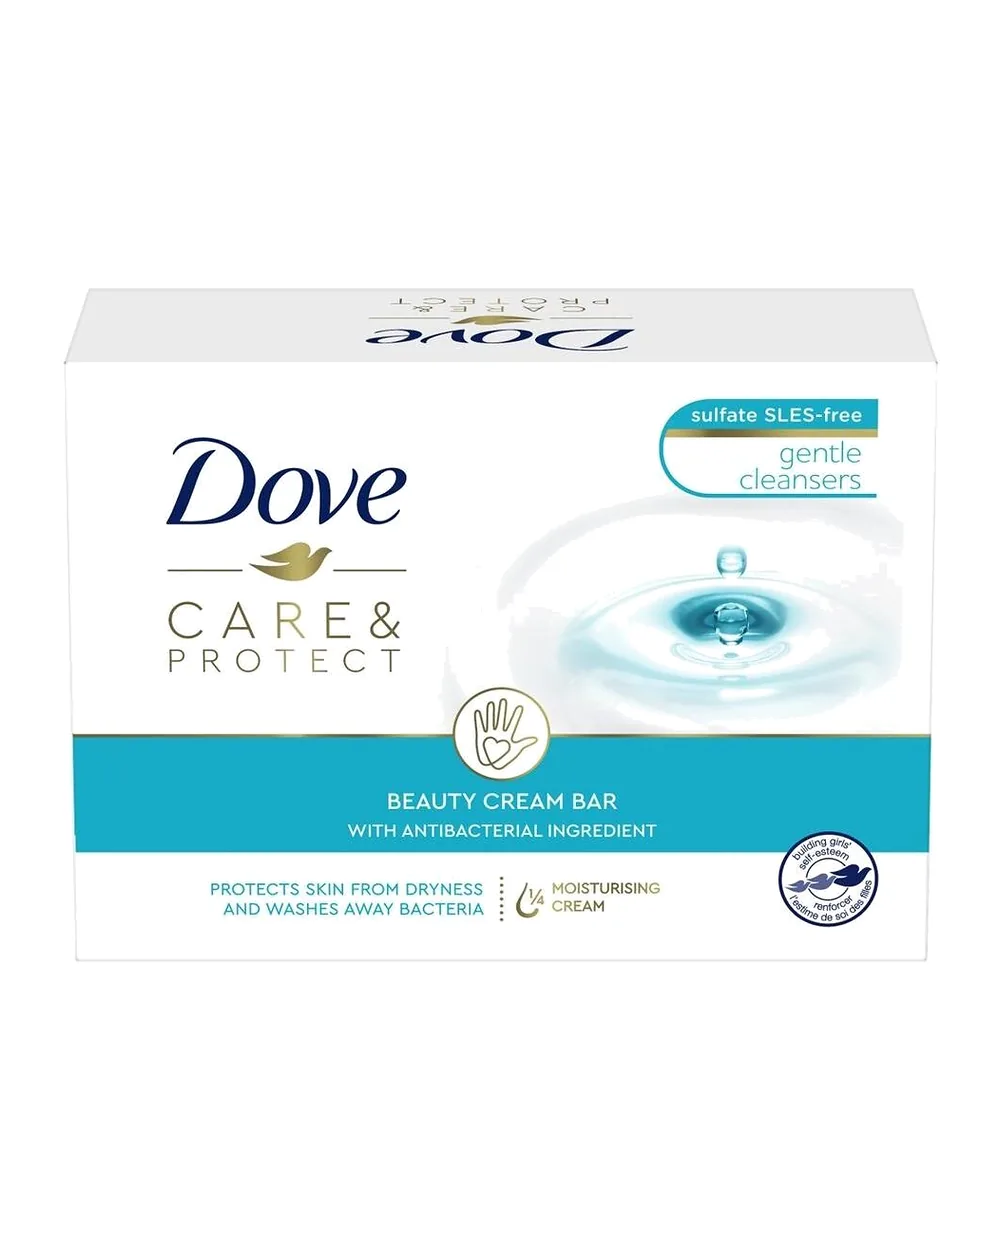 CARE &
PROTECT
Dove
sulfate SLES-free
gentle
cleansers
Dove
CARE &
PROTECT
BEAUTY CREAM BAR
WITH ANTIBACTERIAL INGREDIENT
PROTECTS SKIN FROM DRYNESS
AND WASHES AWAY BACTERIA
1/4
MOISTURISING
CREAM
building girls'
self-esteem
renforcer
l'estime de soi des filles